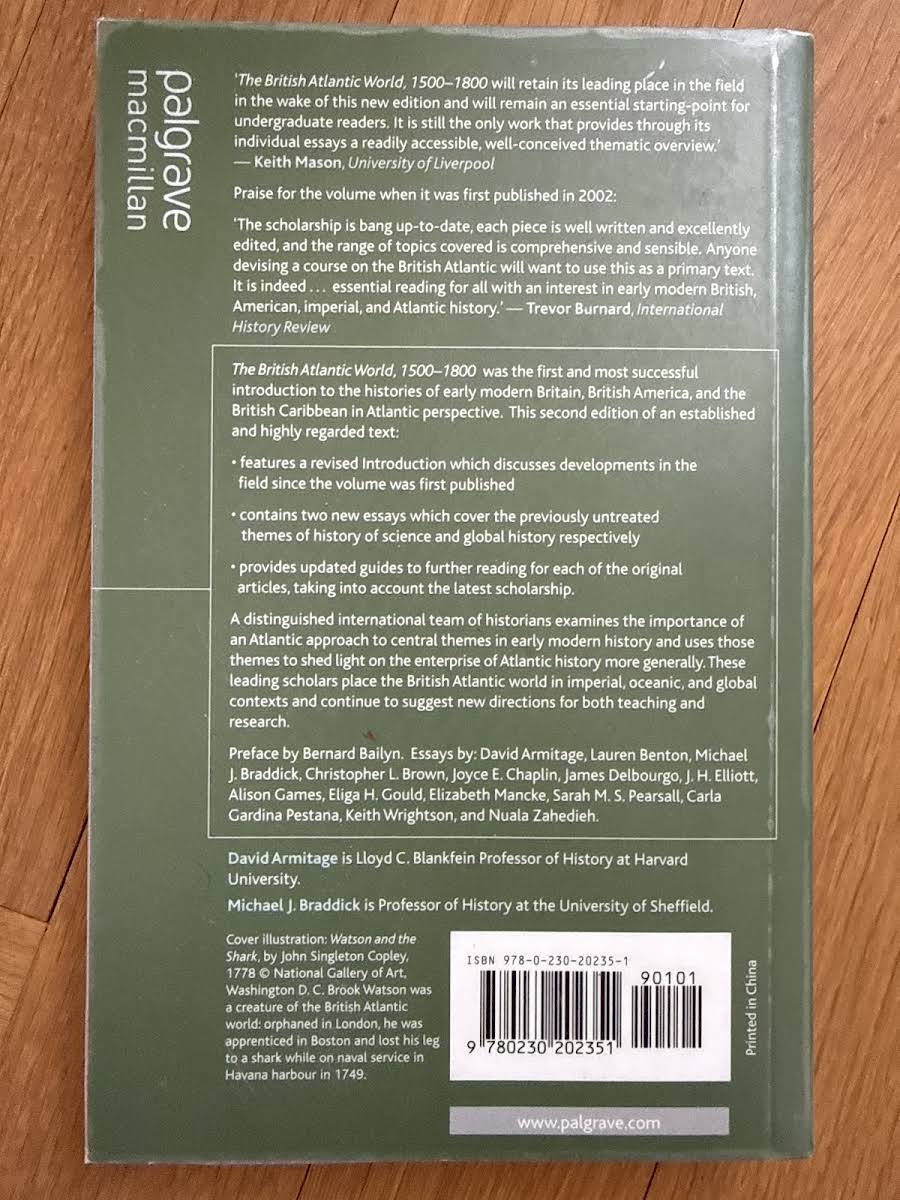 palgrave
macmillan
'The British Atlantic World, 1500–1800 will retain its leading place in the field
in the wake of this new edition and will remain an essential starting-point for
undergraduate readers. It is still the only work that provides through its
individual essays a readily accessible, well-conceived thematic overview.'
— Keith Mason, University of Liverpool
Praise for the volume when it was first published in 2002:
'The scholarship is bang up-to-date, each piece is well written and excellently
edited, and the range of topics covered is comprehensive and sensible. Anyone
devising a course on the British Atlantic will want to use this as a primary text.
It is indeed ... essential reading for all with an interest in early modern British,
American, imperial, and Atlantic history.' — Trevor Burnard, International
History Review
The British Atlantic World, 1500–1800 was the first and most successful
introduction to the histories of early modern Britain, British America, and the
British Caribbean in Atlantic perspective. This second edition of an established
and highly regarded text:
• features a revised Introduction which discusses developments in the
field since the volume was first published
• contains two new essays which cover the previously untreated
themes of history of science and global history respectively
• provides updated guides to further reading for each of the original
articles, taking into account the latest scholarship.
A distinguished international team of historians examines the importance of
an Atlantic approach to central themes in early modern history and uses those
themes to shed light on the enterprise of Atlantic history more generally. These
leading scholars place the British Atlantic world in imperial, oceanic, and global
contexts and continue to suggest new directions for both teaching and
research.
Preface by Bernard Bailyn. Essays by: David Armitage, Lauren Benton, Michael
J. Braddick, Christopher L. Brown, Joyce E. Chaplin, James Delbourgo, J. H. Elliott,
Alison Games, Eliga H. Gould, Elizabeth Mancke, Sarah M. S. Pearsall, Carla
Gardina Pestana, Keith Wrightson, and Nuala Zahedieh.
David Armitage is Lloyd C. Blankfein Professor of History at Harvard
University.
Michael J. Braddick is Professor of History at the University of Sheffield.
Cover illustration: Watson and the
Shark, by John Singleton Copley,
1778 © National Gallery of Art,
Washington D. C. Brook Watson was
a creature of the British Atlantic
world: orphaned in London, he was
apprenticed in Boston and lost his leg
to a shark while on naval service in
Havana harbour in 1749.
ISBN 978-0-230-20235-1
90101
9 780230 202351
Printed in China
www.palgrave.com